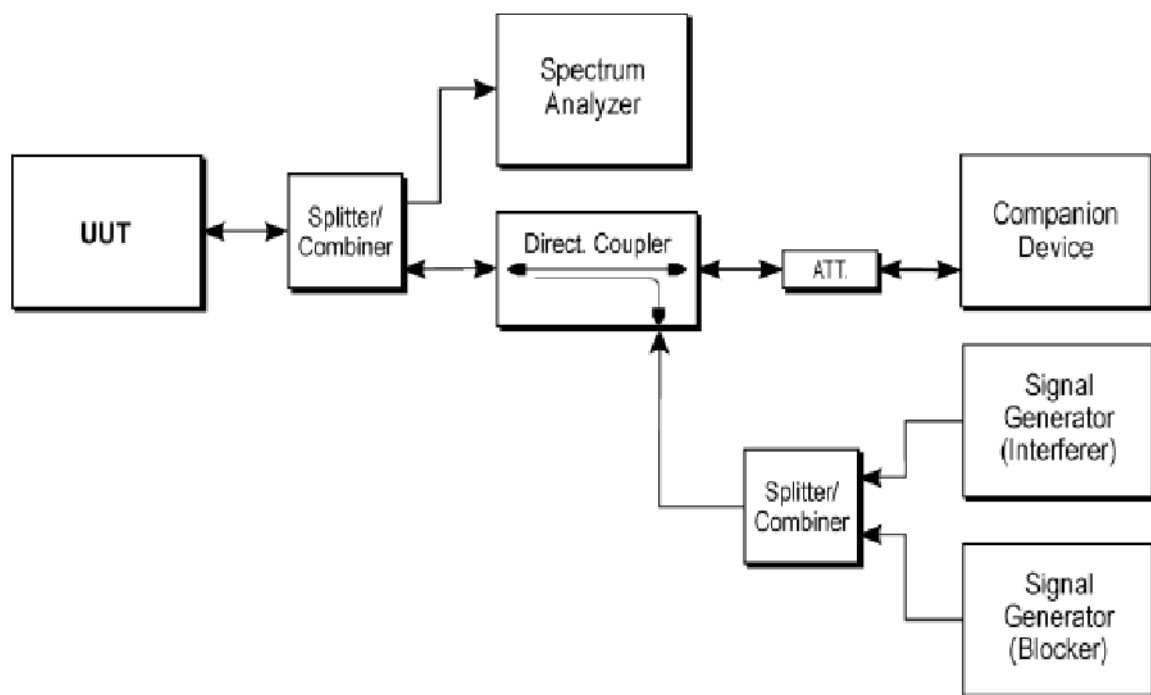 Spectrum
Analyzer
UUT
Splitter/
Combiner
Direct. Coupler
ATT.
Companion
Device
Signal
Generator
(Interferer)
Splitter/
Combiner
Signal
Generator
(Blocker)